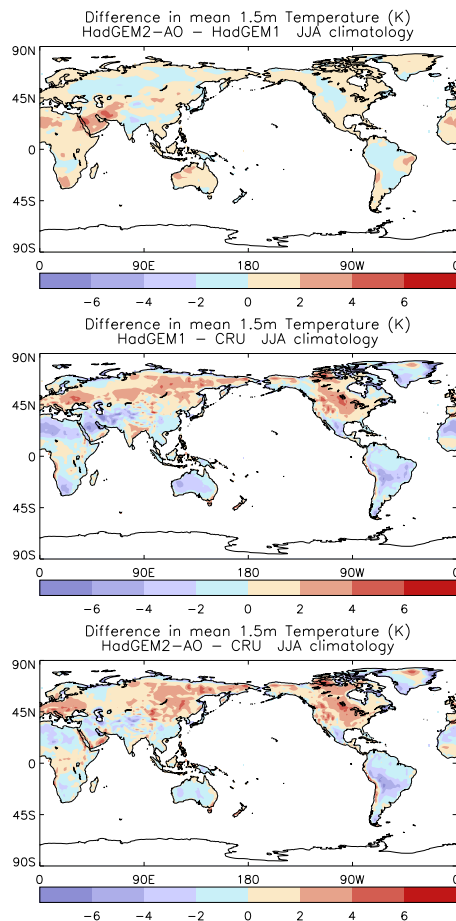 Difference in mean 1.5m Temperature (K)
HadGEM2-AO - HadGEM1 JJA climatology
90N
45N
0
45S
90S
0 90E 180 90W 0
-6 -4 -2 0 2 4 6
Difference in mean 1.5m Temperature (K)
HadGEM1 - CRU JJA climatology
90N
45N
0
45S
90S
0 90E 180 90W 0
-6 -4 -2 0 2 4 6
Difference in mean 1.5m Temperature (K)
HadGEM2-AO - CRU JJA climatology
90N
45N
0
45S
90S
0 90E 180 90W 0
-6 -4 -2 0 2 4 6